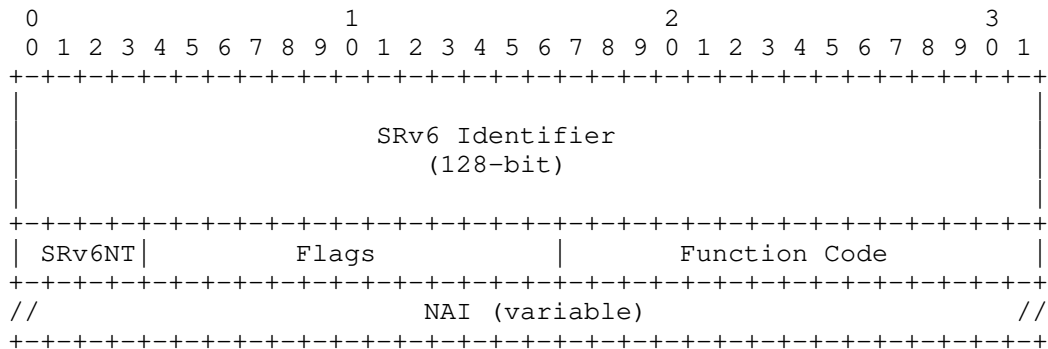 0                   1                   2                   3
 0 1 2 3 4 5 6 7 8 9 0 1 2 3 4 5 6 7 8 9 0 1 2 3 4 5 6 7 8 9 0 1
+-+-+-+-+-+-+-+-+-+-+-+-+-+-+-+-+-+-+-+-+-+-+-+-+-+-+-+-+-+-+-+-+
|                                                               |
|                      SRv6 Identifier                          |
|                         (128-bit)                             |
|                                                               |
+-+-+-+-+-+-+-+-+-+-+-+-+-+-+-+-+-+-+-+-+-+-+-+-+-+-+-+-+-+-+-+-+
| SRv6NT|         Flags           |       Function Code         |
+-+-+-+-+-+-+-+-+-+-+-+-+-+-+-+-+-+-+-+-+-+-+-+-+-+-+-+-+-+-+-+-+
//                        NAI (variable)                       //
+-+-+-+-+-+-+-+-+-+-+-+-+-+-+-+-+-+-+-+-+-+-+-+-+-+-+-+-+-+-+-+-+